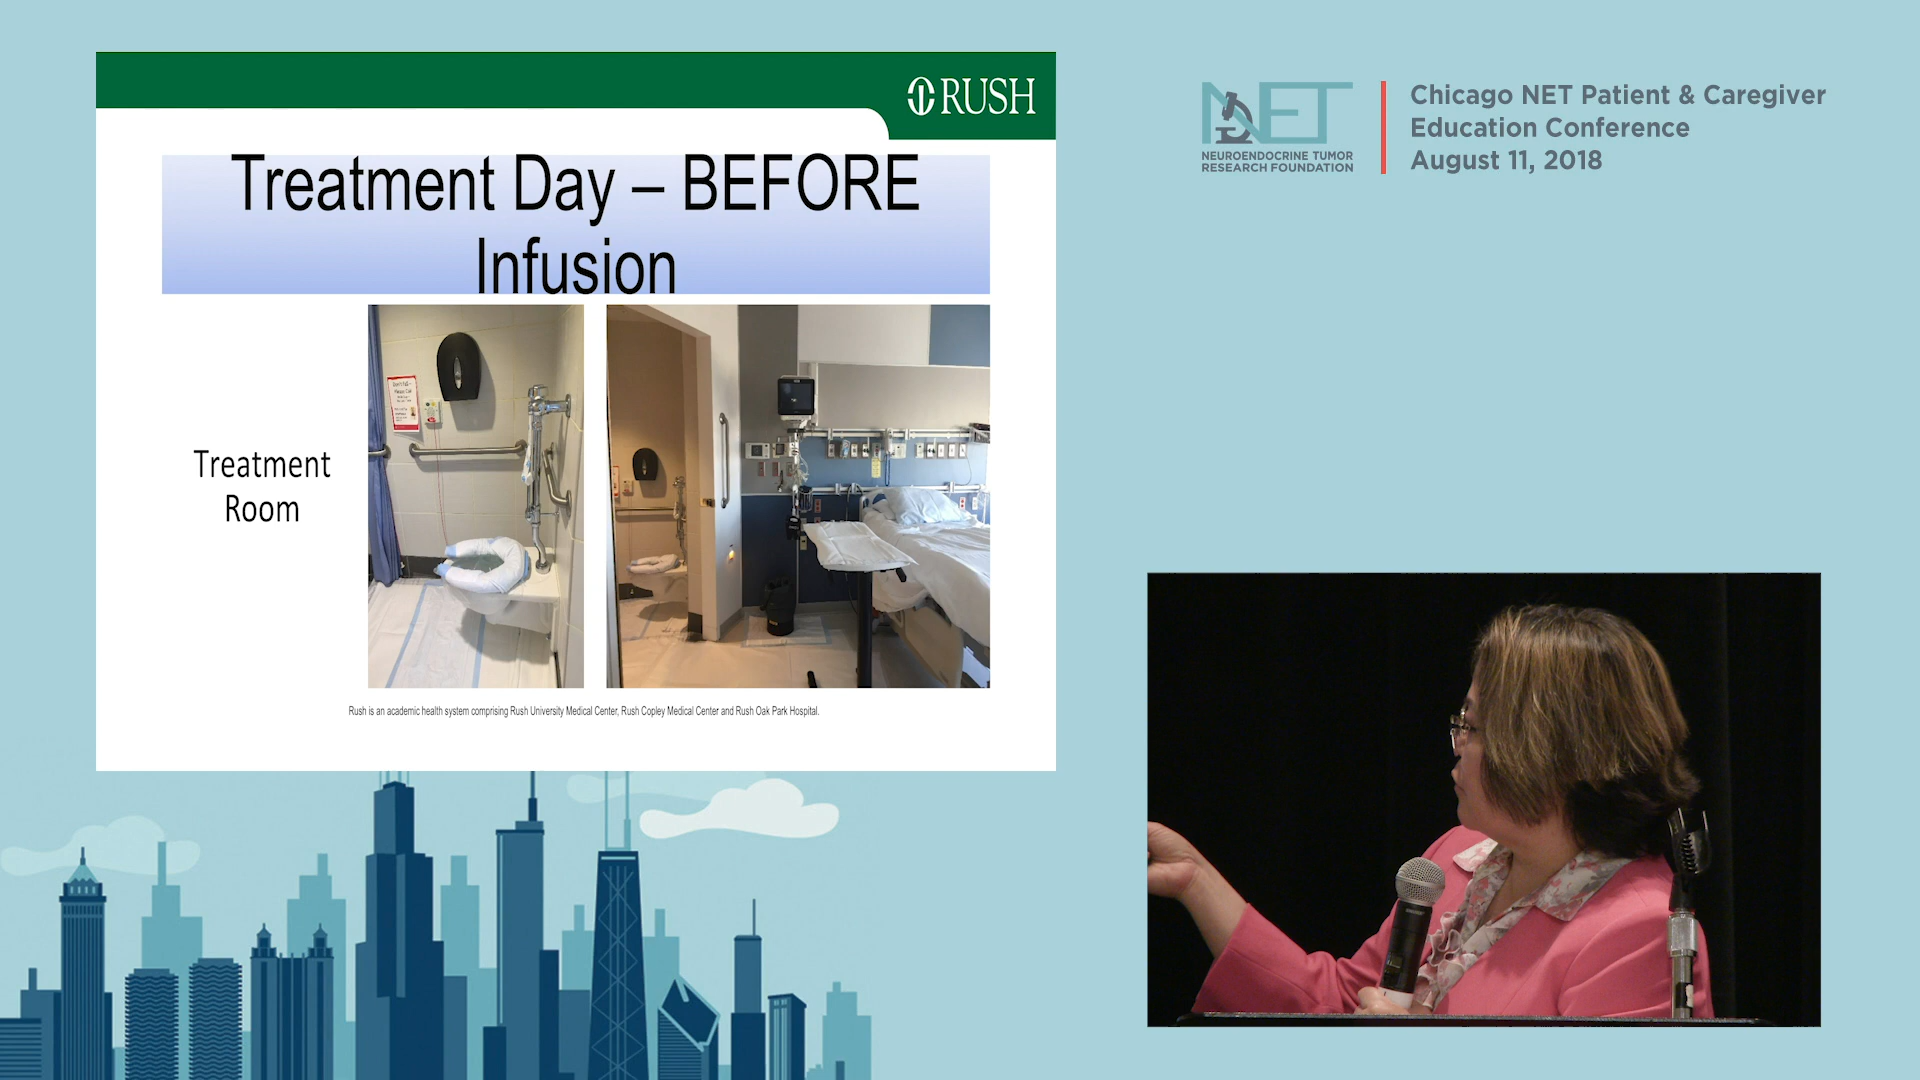 RUSH
Treatment Day – BEFORE
Infusion
Treatment
Room
Rush is an academic health system comprising Rush University Medical Center, Rush Copley Medical Center and Rush Oak Park Hospital.
NET
NEUROENDOCRINE TUMOR
RESEARCH FOUNDATION
Chicago NET Patient & Caregiver
Education Conference
August 11, 2018